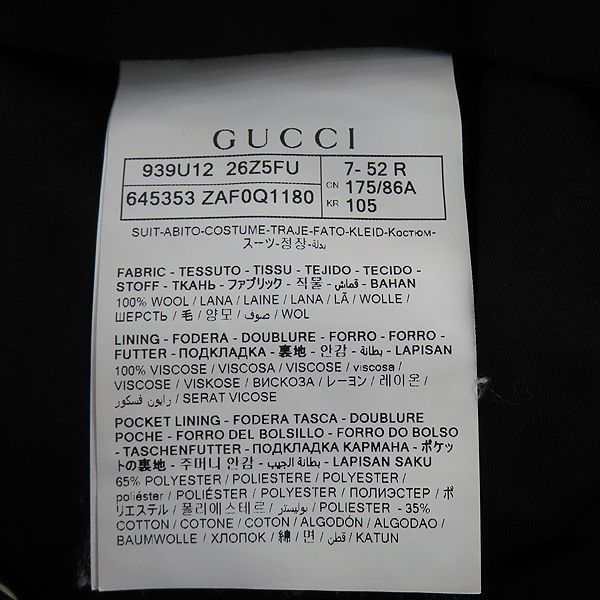 GUCCI
939U12 26Z5FU 7- 52 R
CN 175/86A
645353 ZAF0Q1180 KR 105
SUIT-ABITO-COSTUME-TRAJE-FATO-KLEID-Костюм-
スーツ-정장-بدلة
FABRIC - TESSUTO - TISSU - TEJIDO - TECIDO -
STOFF - ТКАНЬ - ファブリック - 직물 - قماش - BAHAN
100% WOOL / LANA / LAINE / LANA / LÃ / WOLLE /
ШЕРСТЬ / 毛 / 양모 / صوف / WOL
LINING - FODERA - DOUBLURE - FORRO - FORRO -
FUTTER - ПОДКЛАДКА - 裏地 - 안감 - بطانة - LAPISAN
100% VISCOSE / VISCOSA / VISCOSE / viscosa /
VISCOSE / VISKOSE / ВИСКОЗА / レーヨン / 레이온 /
رايون فسكوز / SERAT VICOSE
POCKET LINING - FODERA TASCA - DOUBLURE
POCHE - FORRO DEL BOLSILLO - FORRO DO BOLSO
- TASCHENFUTTER - ПОДКЛАДКА КАРМАНА - ポケッ
トの裏地 - 주머니 안감 - بطانة الجيب - LAPISAN SAKU
65% POLYESTER / POLIESTERE / POLYESTER /
poliéster / POLIÉSTER / POLYESTER / ПОЛИЭСТЕР / ポ
リエステル / 폴리에스테르 / بوليستر / POLIESTER - 35%
COTTON / COTONE / COTON / ALGODÓN / ALGODAO /
BAUMWOLLE / ХЛОПОК / 綿 / 면 / قطن / KATUN